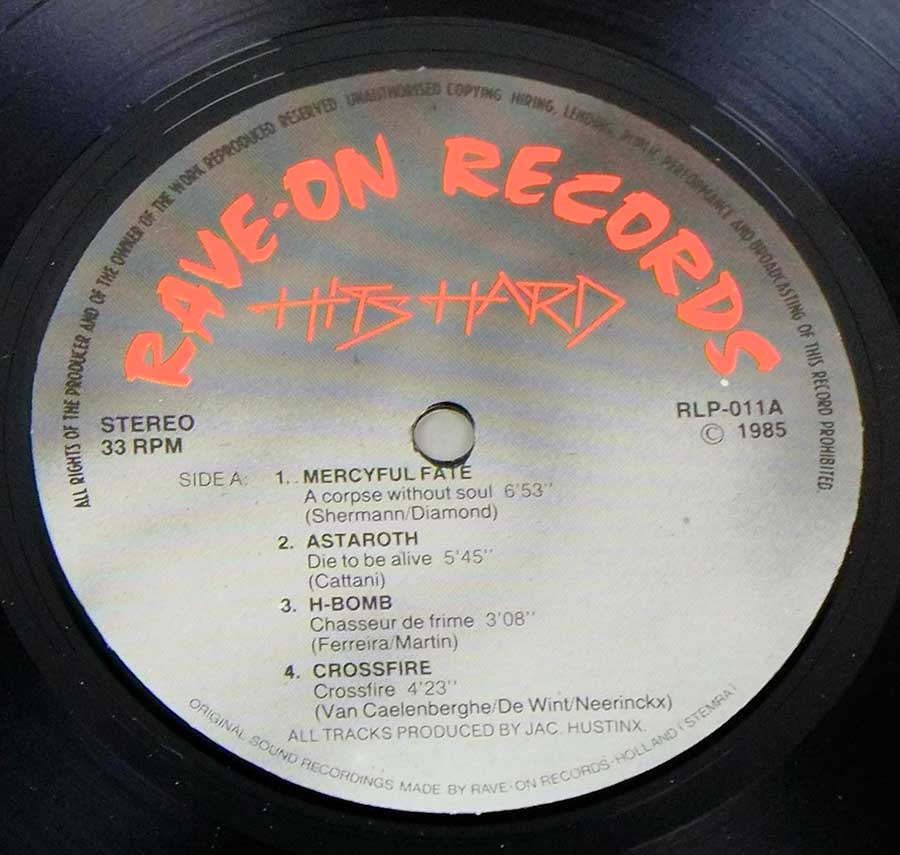 ALL RIGHTS OF THE PRODUCER AND OF THE OWNER OF THE WORK REPRODUCED RESERVED UNAUTHORISED COPYING HIRING, LENDING, PUBLIC PERFORMANCE AND BROADCASTING OF THIS RECORD PROHIBITED.
RAVE-ON RECORDS
HITS HARD
STEREO
33 RPM
RLP-011A
© 1985
SIDE A: 1. MERCYFUL FATE
A corpse without soul 6'53''
(Shermann/Diamond)
2. ASTAROTH
Die to be alive 5'45''
(Cattani)
3. H-BOMB
Chasseur de frime 3'08''
(Ferreira/Martin)
4. CROSSFIRE
Crossfire 4'23''
(Van Caelenberghe/De Wint/Neerinckx)
ALL TRACKS PRODUCED BY JAC. HUSTINX.
ORIGINAL SOUND RECORDINGS MADE BY RAVE-ON RECORDS-HOLLAND (STEMRA)